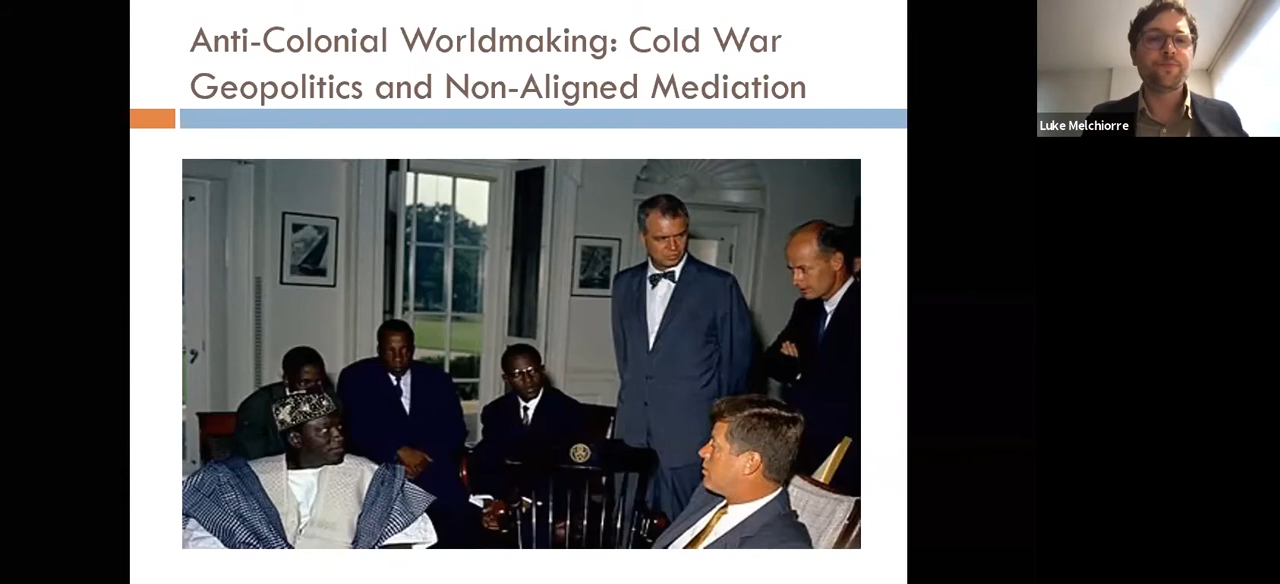 Anti-Colonial Worldmaking: Cold War
Geopolitics and Non-Aligned Mediation
Luke Melchiorre